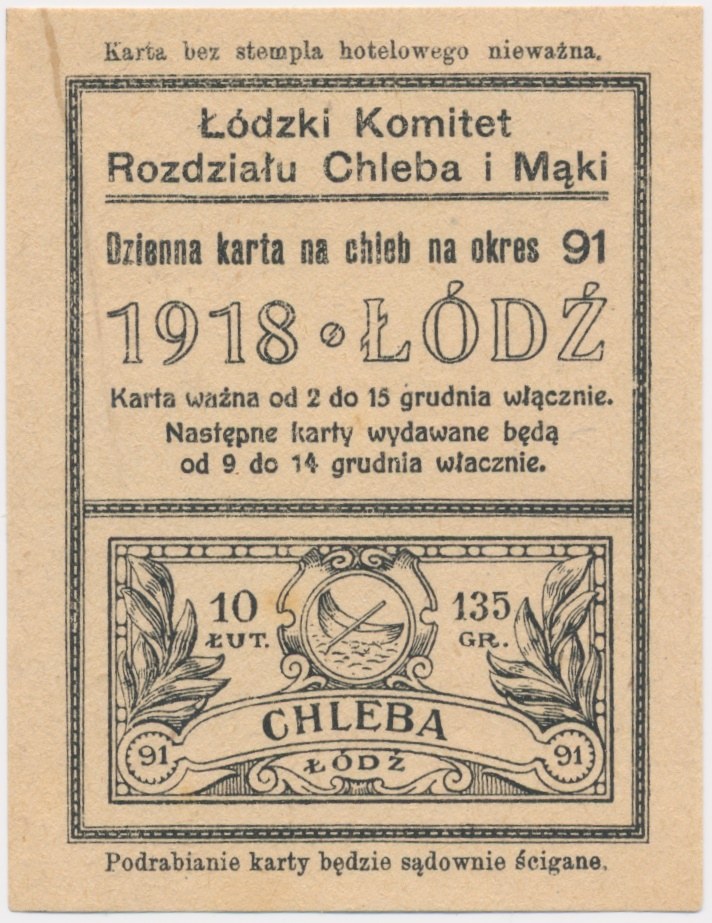 Karta bez stempla hotelowego nieważna.
Łódzki Komitet
Rozdziału Chleba i Mąki
Dzienna karta na chleb na okres 91
1918 • ŁÓDŹ
Karta ważna od 2 do 15 grudnia włącznie.
Następne karty wydawane będą
od 9 do 14 grudnia włacznie.
10 135
ŁUT. GR.
CHLEBA
91 ŁÓDŹ 91
Podrabianie karty będzie sądownie ścigane.